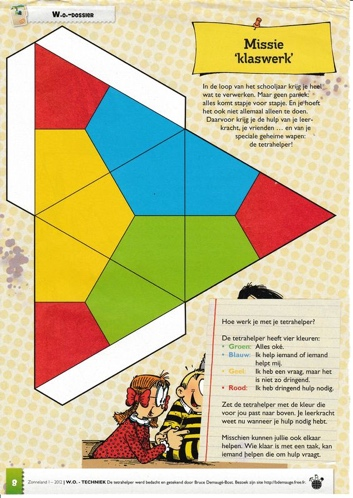 W.O.-DOSSIER
Missie
'klaswerk'
In de loop van het schooljaar krijg je heel
wat te verwerken. Maar geen paniek:
alles komt stapje voor stapje. En je hoeft
het ook niet allemaal alleen te doen.
Daarvoor krijg je de hulp van je leer-
kracht, je vrienden … en van je
speciale geheime wapen:
de tetrahelper!
Hoe werk je met je tetrahelper?
De tetrahelper heeft vier kleuren:
• Groen: Alles oké.
• Blauw: Ik help iemand of iemand
helpt mij.
• Geel: Ik heb een vraag, maar het
is niet zo dringend.
• Rood: Ik heb dringend hulp nodig.
Zet de tetrahelper met de kleur die
voor jou past naar boven. Je leerkracht
weet nu wanneer je hulp nodig hebt.
Misschien kunnen jullie ook elkaar
helpen. Wie klaar is met een taak, kan
iemand helpen die om hulp vraagt.
8 Zonneland 1 - 2012 | W.O. - TECHNIEK De tetrahelper werd bedacht en getekend door Bruce Demaugé-Bost. Bezoek zijn site http://bdemauge.free.fr